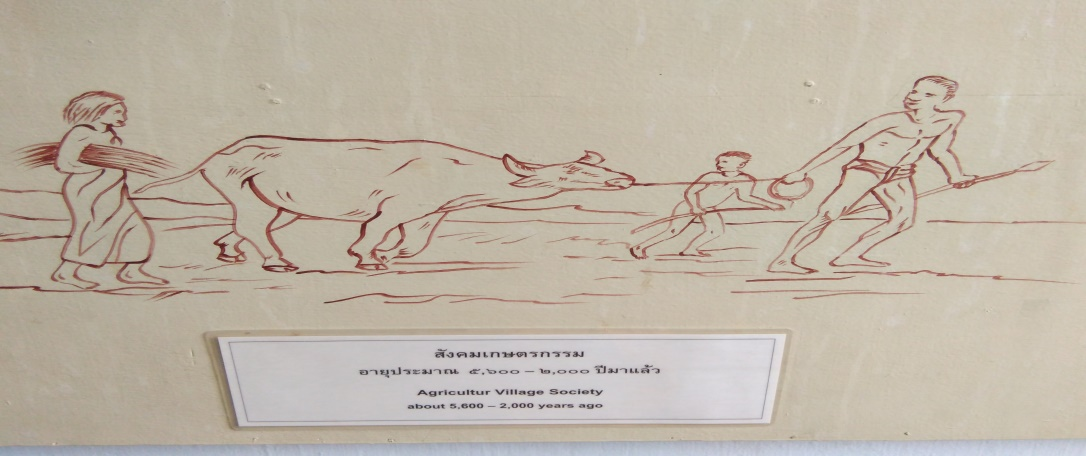 สังคมเกษตรกรรม
อายุประมาณ ๕,๖๐๐ – ๒,๐๐๐ ปีมาแล้ว
Agricultur Village Society
about 5,600 – 2,000 years ago